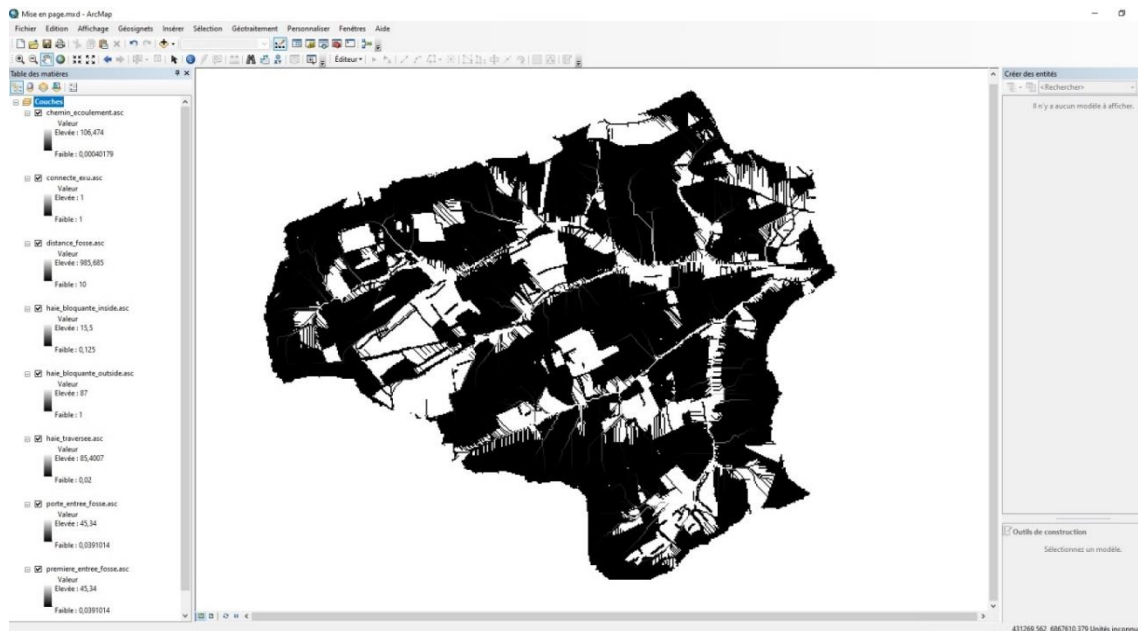 Mise en page.mxd - ArcMap
Fichier Edition Affichage Géosignets Insérer Sélection Géotraitement Personnaliser Fenêtres Aide
Éditeur
Table des matières
Couches
chemin_ecoulement.asc
Valeur
Elevée : 106,474
Faible : 0,00040179
connecte_exu.asc
Valeur
Elevée : 1
Faible : 1
distance_fosse.asc
Valeur
Elevée : 985,685
Faible : 10
haie_bloquante_inside.asc
Valeur
Elevée : 15,5
Faible : 0,125
haie_bloquante_outside.asc
Valeur
Elevée : 87
Faible : 1
haie_traversee.asc
Valeur
Elevée : 85,4007
Faible : 0,02
porte_entree_fosse.asc
Valeur
Elevée : 45,34
Faible : 0,0391014
premiere_entree_fosse.asc
Valeur
Elevée : 45,34
Faible : 0,0391014
Créer des entités
<Rechercher>
Il n'y a aucun modèle à afficher.
Outils de construction
Sélectionnez un modèle.
431269,562 6867610,379 Unités inconnu